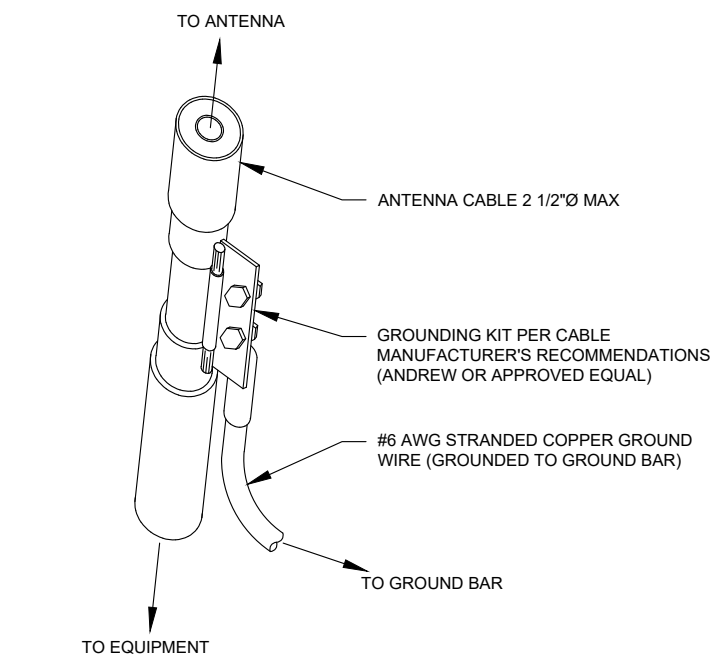 TO ANTENNA
ANTENNA CABLE 2 1/2"Ø MAX
GROUNDING KIT PER CABLE
MANUFACTURER'S RECOMMENDATIONS
(ANDREW OR APPROVED EQUAL)
#6 AWG STRANDED COPPER GROUND
WIRE (GROUNDED TO GROUND BAR)
TO GROUND BAR
TO EQUIPMENT